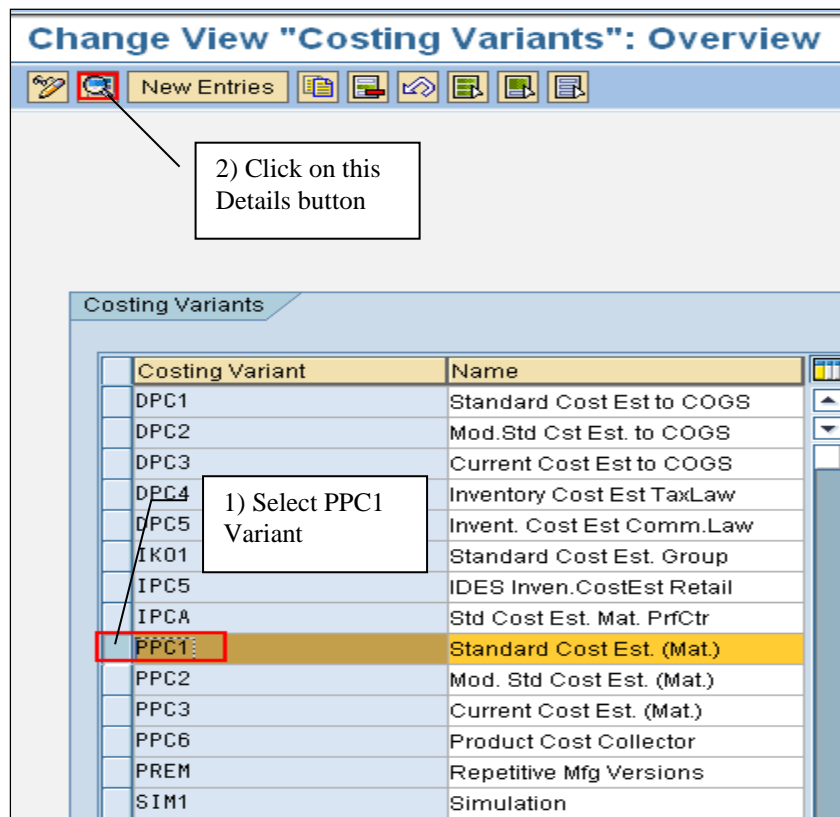 Change View "Costing Variants": Overview
New Entries
2) Click on this
Details button
Costing Variants
Costing Variant Name
DPC1 Standard Cost Est to COGS
DPC2 Mod.Std Cst Est. to COGS
DPC3 Current Cost Est to COGS
DPC4 Inventory Cost Est TaxLaw
1) Select PPC1
Variant
DPC5 Invent. Cost Est Comm.Law
IKO1 Standard Cost Est. Group
IPC5 IDES Inven.CostEst Retail
IPCA Std Cost Est. Mat. PrfCtr
PPC1 Standard Cost Est. (Mat.)
PPC2 Mod. Std Cost Est. (Mat.)
PPC3 Current Cost Est. (Mat.)
PPC6 Product Cost Collector
PREM Repetitive Mfg Versions
SIM1 Simulation